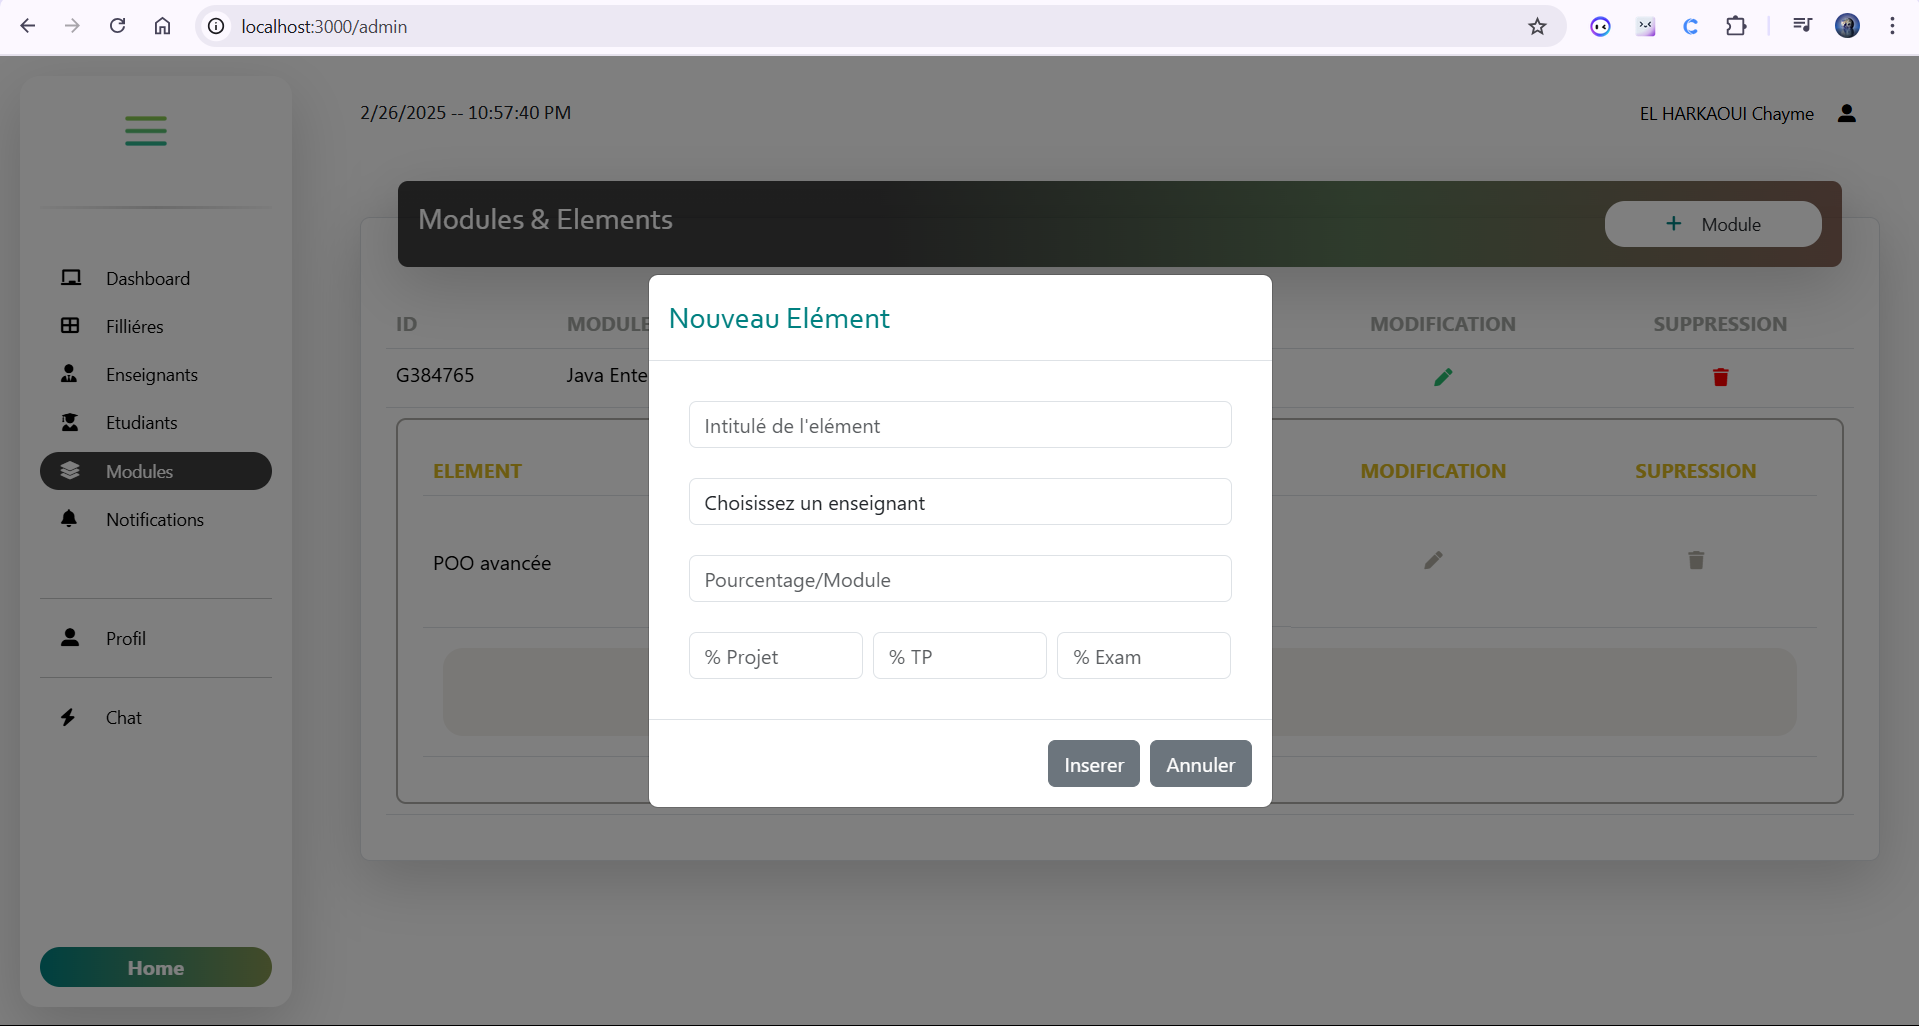 localhost:3000/admin
2/26/2025 -- 10:57:40 PM
EL HARKAOUI Chayme
Dashboard
Filliéres
Enseignants
Etudiants
Modules
Notifications
Profil
Chat
Home
Modules & Elements
+ Module
ID MODULE MODIFICATION SUPPRESSION
G384765 Java Ente
ELEMENT MODIFICATION SUPRESSION
POO avancée
Nouveau Elément
Intitulé de l'elément
Choisissez un enseignant
Pourcentage/Module
% Projet % TP % Exam
Inserer Annuler